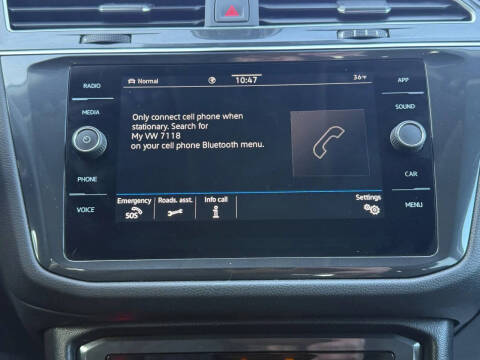 RADIO
MEDIA
PHONE
VOICE
Normal
10:47
36°F
Only connect cell phone when
stationary. Search for
My VW 7118
on your cell phone Bluetooth menu.
Emergency
SOS
Roads. asst.
Info call
Settings
APP
SOUND
CAR
MENU